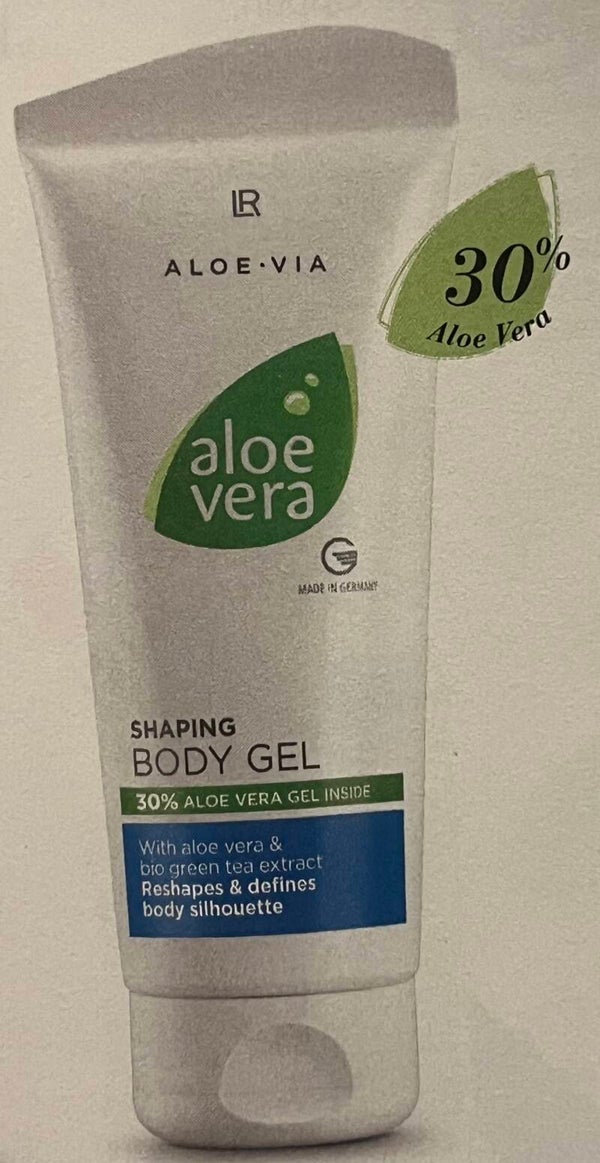 LR
ALOE·VIA
30%
Aloe Vera
aloe
vera
MADE IN GERMANY
SHAPING
BODY GEL
30% ALOE VERA GEL INSIDE
With aloe vera &
bio green tea extract
Reshapes & defines
body silhouette